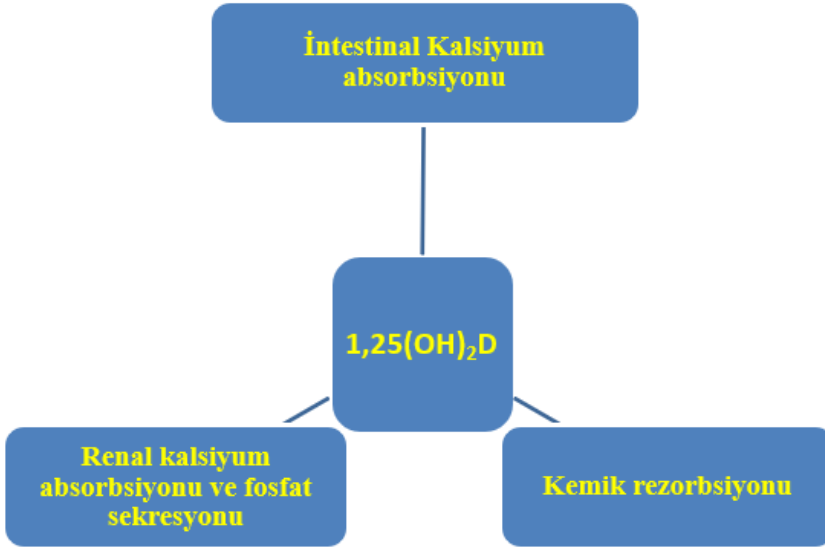 İntestinal Kalsiyum
absorbsiyonu
1,25(OH)₂D
Renal kalsiyum
absorbsiyonu ve fosfat
sekresyonu
Kemik rezorbsiyonu